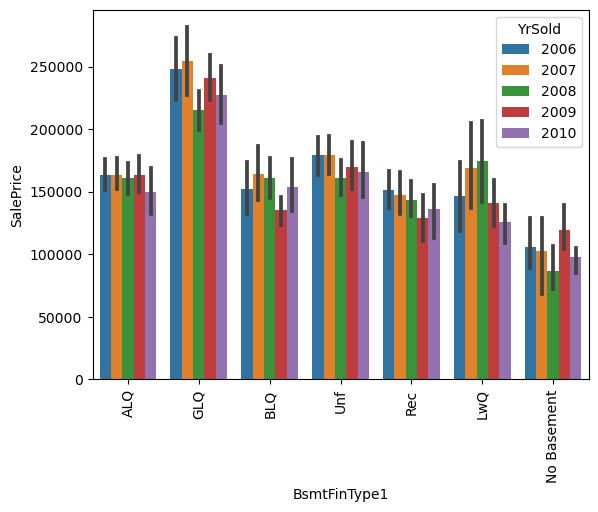 YrSold
2006
2007
2008
2009
2010
250000
200000
150000
100000
50000
0
SalePrice
ALQ
GLQ
BLQ
Unf
Rec
LwQ
No Basement
BsmtFinType1